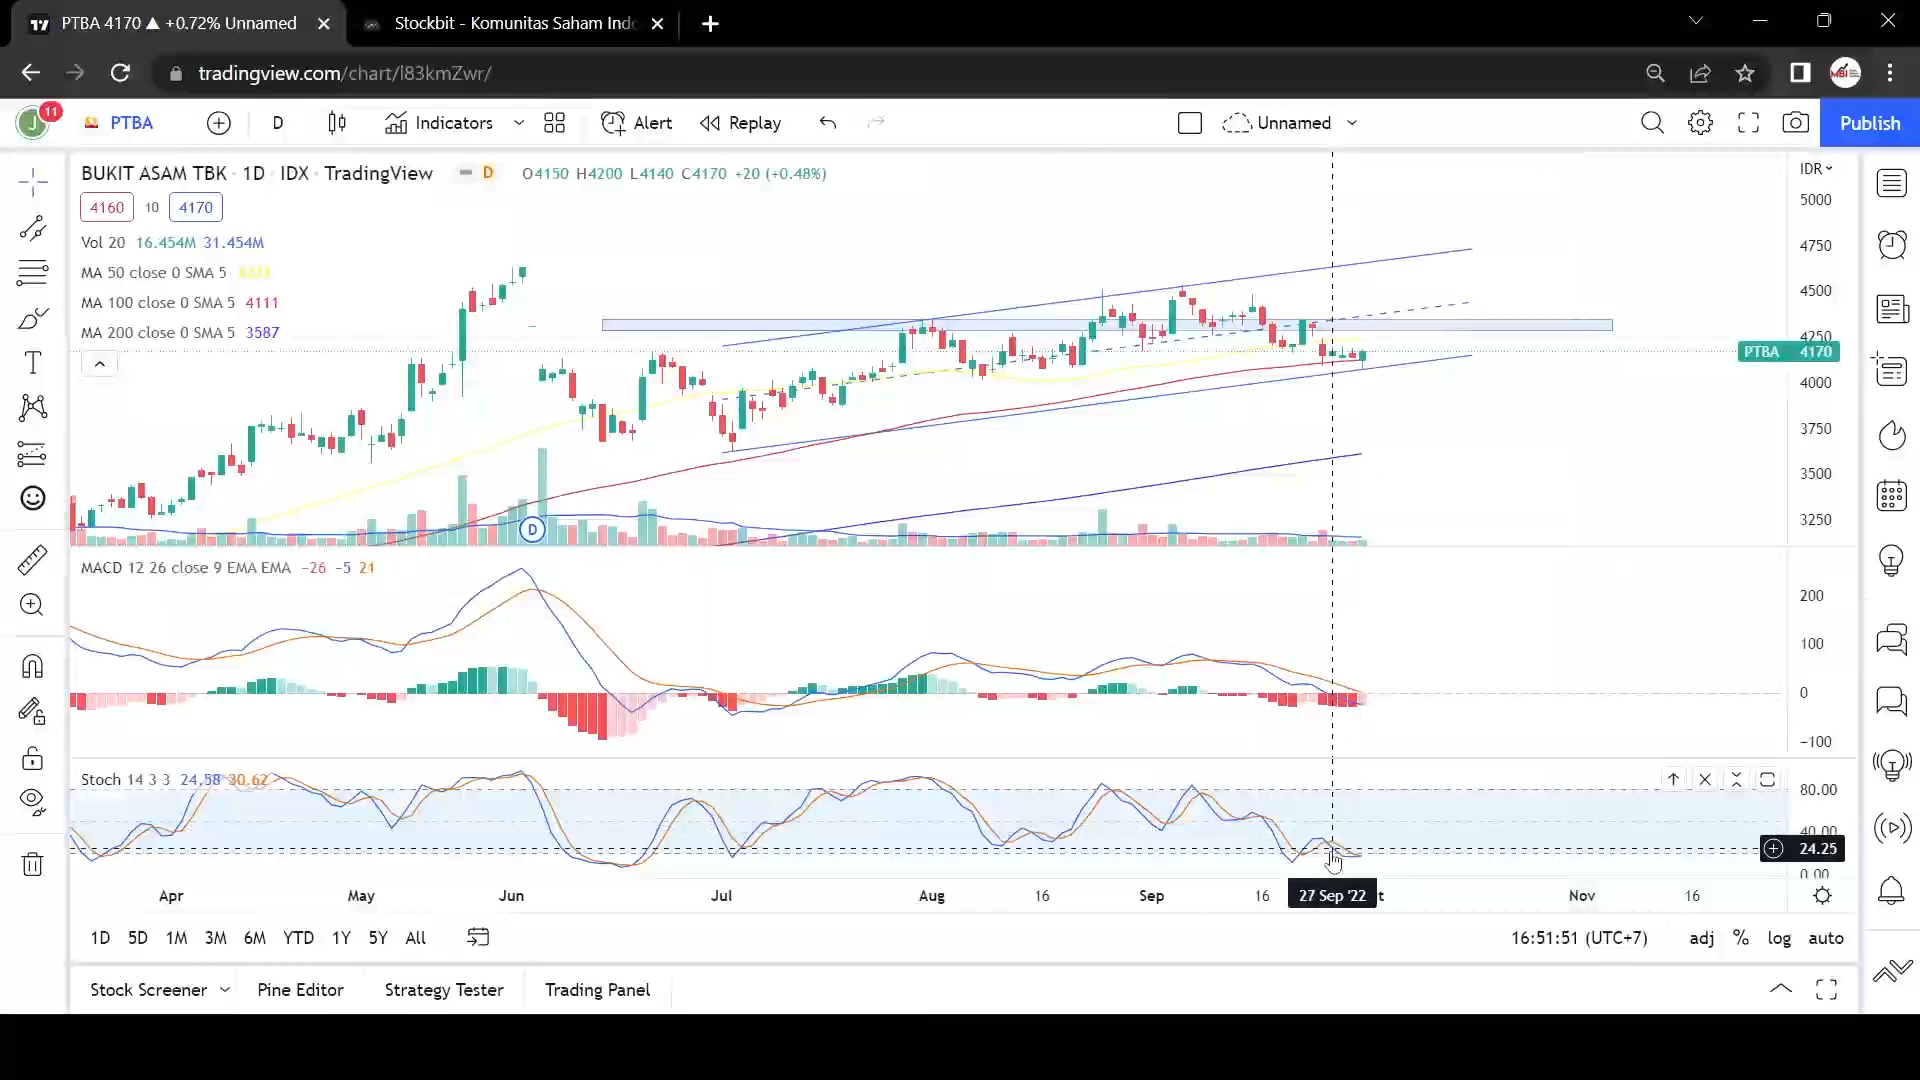 PTBA 4170 ▲ +0.72% Unnamed
Stockbit - Komunitas Saham Ind
tradingview.com/chart/l83kmZwr/
J 11 PTBA D Indicators Alert Replay Unnamed Publish
BUKIT ASAM TBK · 1D · IDX · TradingView D O4150 H4200 L4140 C4170 +20 (+0.48%)
IDR
4160 10 4170
Vol 20 16.454M 31.454M
MA 50 close 0 SMA 5
MA 100 close 0 SMA 5 4111
MA 200 close 0 SMA 5 3587
5000
4750
4500
4250
PTBA 4170
4000
3750
3500
3250
D
MACD 12 26 close 9 EMA EMA −26 −5 21
200
100
0
−100
Stoch 14 3 3 24.58 30.62
80.00
40.00
24.25
0.00
Apr May Jun Jul Aug 16 Sep 16 27 Sep '22 Nov 16
1D 5D 1M 3M 6M YTD 1Y 5Y All
16:51:51 (UTC+7) adj % log auto
Stock Screener Pine Editor Strategy Tester Trading Panel